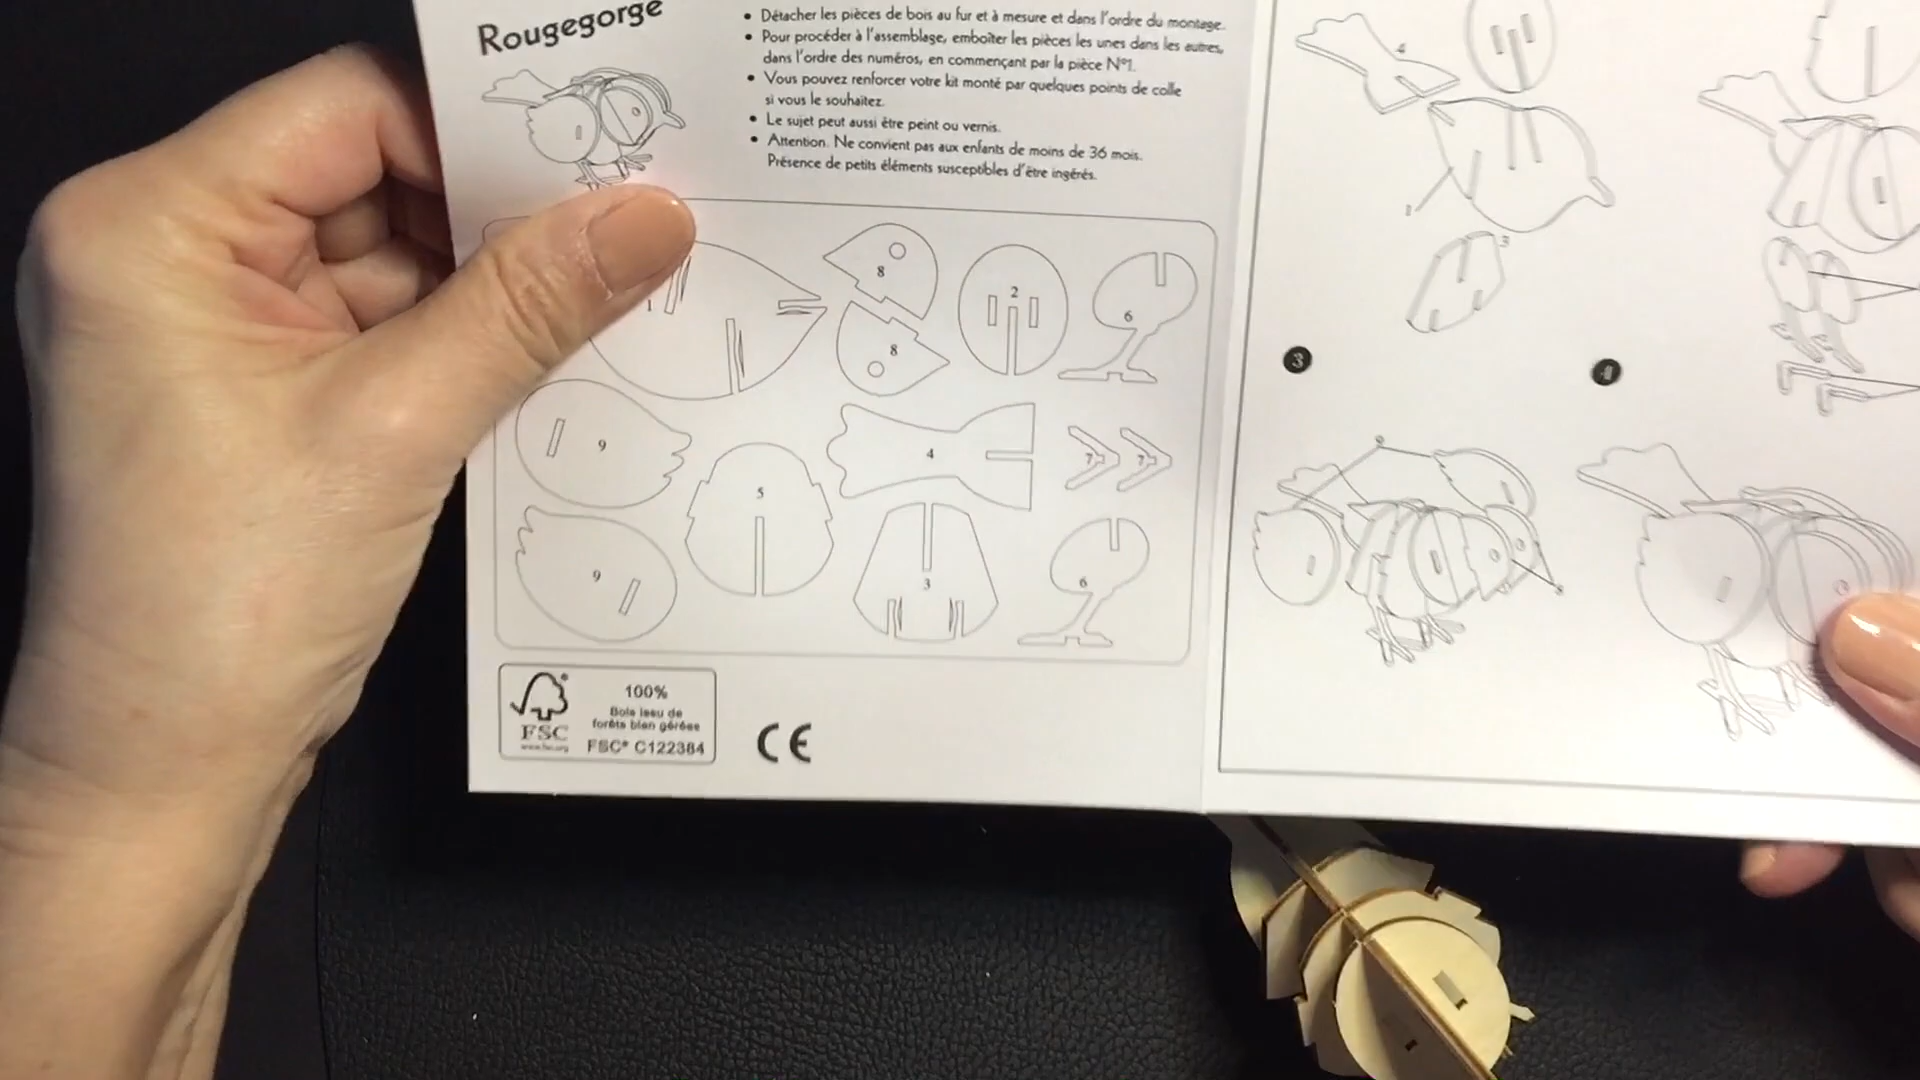 Rougegorge
• Détacher les pièces de bois au fur et à mesure et dans l'ordre du montage.
• Pour procéder à l'assemblage, emboîter les pièces les unes dans les autres,
dans l'ordre des numéros, en commençant par la pièce N°1.
• Vous pouvez renforcer votre kit monté par quelques points de colle
si vous le souhaitez.
• Le sujet peut aussi être peint ou vernis.
• Attention. Ne convient pas aux enfants de moins de 36 mois.
Présence de petits éléments susceptibles d'être ingérés.
1
8
8
2
6
9
5
4
7
7
9
3
6
FSC
www.fsc.org
100%
Bois issu de
forêts bien gérées
FSC® C122384
CE
4
1
3
3
4
9